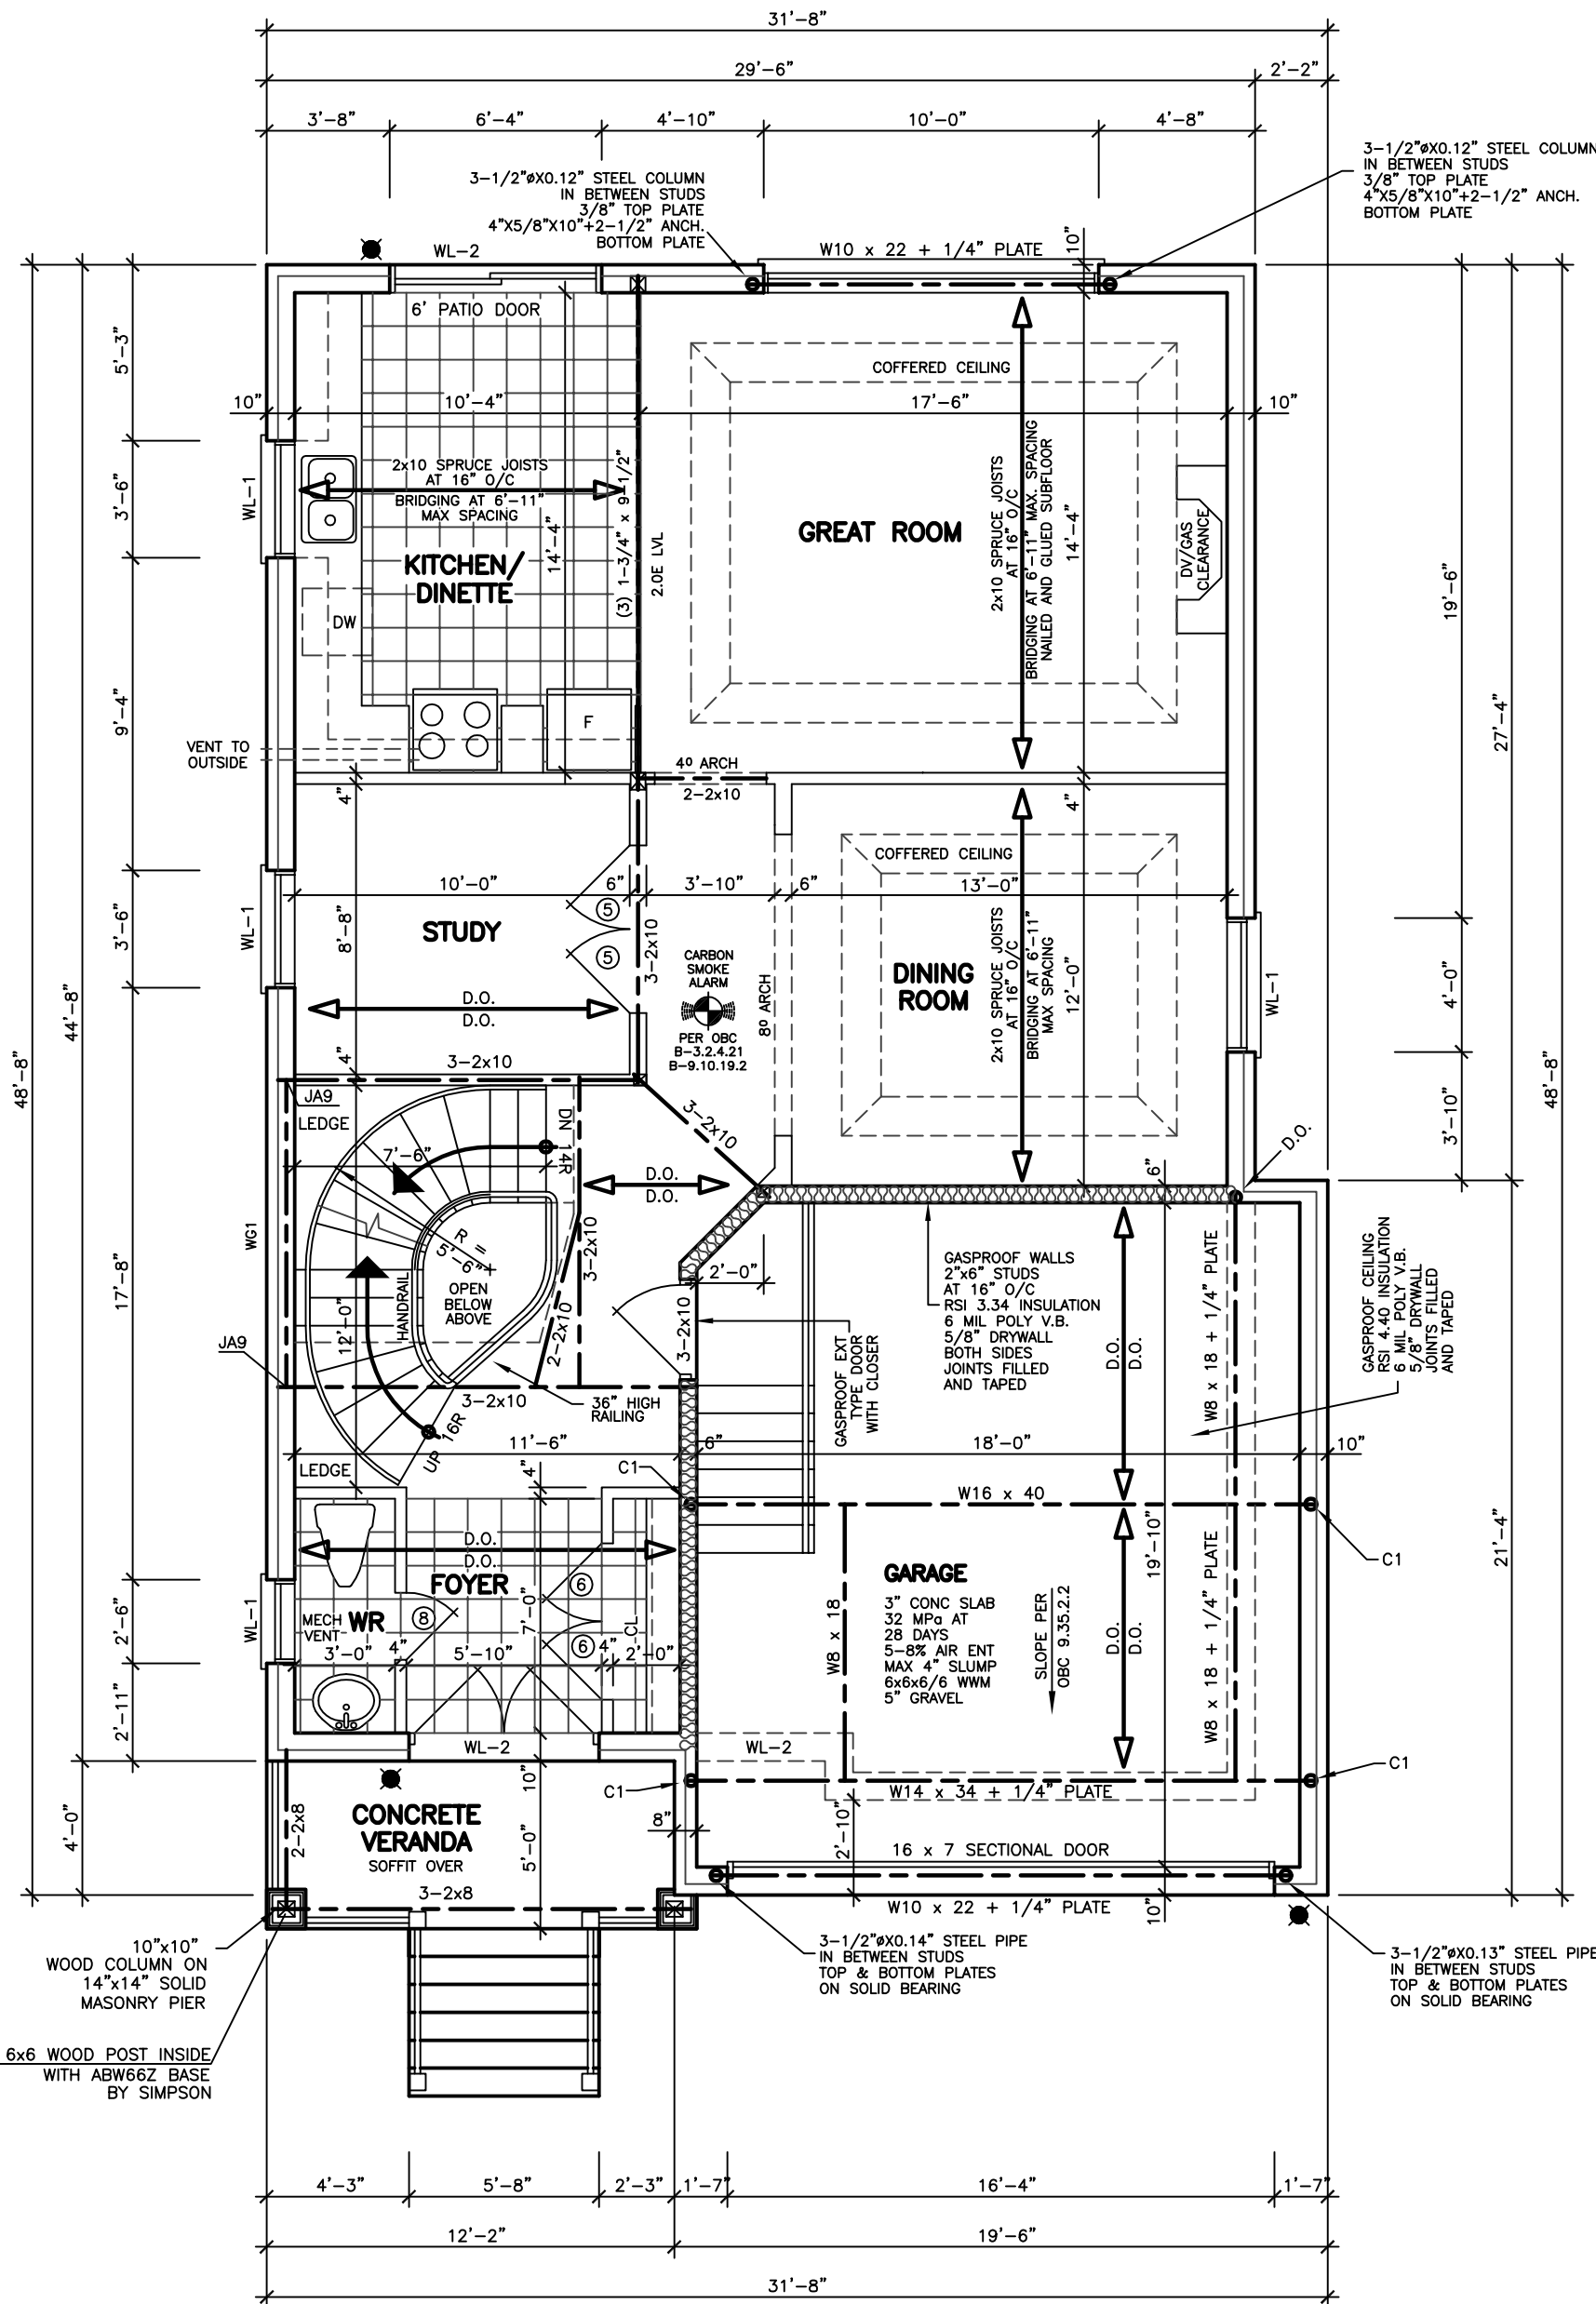 31'-8"
29'-6"
2'-2"
3'-8"
6'-4"
4'-10"
10'-0"
4'-8"
3-1/2"øX0.12" STEEL COLUMN
IN BETWEEN STUDS
3/8" TOP PLATE
4"X5/8"X10"+2-1/2" ANCH.
BOTTOM PLATE
3-1/2"øX0.12" STEEL COLUMN
IN BETWEEN STUDS
3/8" TOP PLATE
4"X5/8"X10"+2-1/2" ANCH.
BOTTOM PLATE
WL-2
W10 x 22 + 1/4" PLATE
10"
6' PATIO DOOR
COFFERED CEILING
10"
10'-4"
17'-6"
10"
5'-3"
3'-6"
WL-1
2x10 SPRUCE JOISTS
AT 16" O/C
BRIDGING AT 6'-11"
MAX SPACING
14'-4"
(3) 1-3/4" x 9-1/2"
2.0E LVL
KITCHEN/
DINETTE
GREAT ROOM
2x10 SPRUCE JOISTS
AT 16" O/C
BRIDGING AT 6'-11" MAX. SPACING
NAILED AND GLUED SUBFLOOR
14'-4"
DV/GAS
CLEARANCE
DW
F
VENT TO
OUTSIDE
9'-4"
19'-6"
27'-4"
4º ARCH
2-2x10
4"
4"
COFFERED CEILING
10'-0"
6"
3'-10"
6"
13'-0"
5
5
STUDY
8'-8"
3'-6"
WL-1
3-2x10
CARBON
SMOKE
ALARM
PER OBC
B-3.2.4.21
B-9.10.19.2
8º ARCH
DINING
ROOM
2x10 SPRUCE JOISTS
AT 16" O/C
BRIDGING AT 6'-11"
MAX SPACING
12'-0"
WL-1
4'-0"
3'-10"
D.O.
D.O.
4"
3-2x10
48'-8"
44'-8"
48'-8"
JA9
LEDGE
DN 14R
7'-6"
3-2x10
D.O.
D.O.
D.O.
6"
R =
5'-6"
OPEN
BELOW
ABOVE
HANDRAIL
12'-0"
WG1
17'-8"
3-2x10
2-2x10
2'-0"
3-2x10
GASPROOF WALLS
2"x6" STUDS
AT 16" O/C
RSI 3.34 INSULATION
6 MIL POLY V.B.
5/8" DRYWALL
BOTH SIDES
JOINTS FILLED
AND TAPED
GASPROOF EXT
TYPE DOOR
WITH CLOSER
D.O.
D.O.
W8 x 18 + 1/4" PLATE
GASPROOF CEILING
RSI 4.40 INSULATION
6 MIL POLY V.B.
5/8" DRYWALL
JOINTS FILLED
AND TAPED
JA9
3-2x10
36" HIGH
RAILING
UP 16R
11'-6"
6"
18'-0"
10"
LEDGE
4"
C1
W16 x 40
C1
D.O.
D.O.
FOYER
6
6
8
MECH
VENT
WR
3'-0"
4"
5'-10"
7'-0"
4"
CL
2'-0"
WL-1
2'-6"
2'-11"
W8 x 18
GARAGE
3" CONC SLAB
32 MPa AT
28 DAYS
5-8% AIR ENT
MAX 4" SLUMP
6x6x6/6 WWM
5" GRAVEL
SLOPE PER
OBC 9.35.2.2
D.O.
D.O.
19'-10"
W8 x 18 + 1/4" PLATE
21'-4"
WL-2
WL-2
10"
C1
C1
W14 x 34 + 1/4" PLATE
CONCRETE
VERANDA
SOFFIT OVER
2-2x8
4'-0"
5'-0"
8"
2'-10"
16 x 7 SECTIONAL DOOR
3-2x8
W10 x 22 + 1/4" PLATE
10"
10"x10"
WOOD COLUMN ON
14"x14" SOLID
MASONRY PIER
3-1/2"øX0.14" STEEL PIPE
IN BETWEEN STUDS
TOP & BOTTOM PLATES
ON SOLID BEARING
3-1/2"øX0.13" STEEL PIPE
IN BETWEEN STUDS
TOP & BOTTOM PLATES
ON SOLID BEARING
6x6 WOOD POST INSIDE
WITH ABW66Z BASE
BY SIMPSON
4'-3"
5'-8"
2'-3"
1'-7"
16'-4"
1'-7"
12'-2"
19'-6"
31'-8"